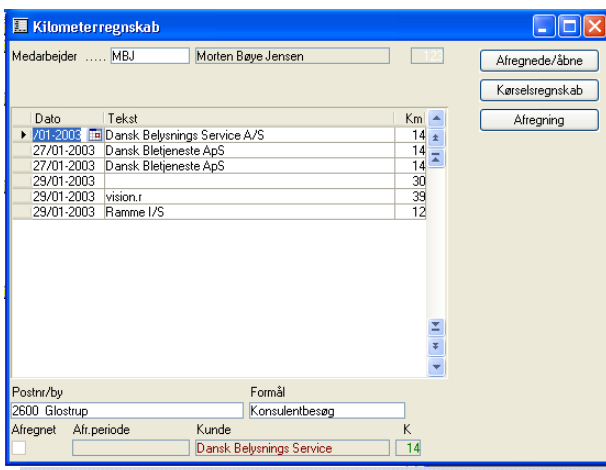 Kilometerregnskab
Medarbejder ..... MBJ Morten Bøye Jensen 123
Afregnede/åbne
Kørselsregnskab
Afregning
Dato Tekst Km
/01-2003 Dansk Belysnings Service A/S 14
27/01-2003 Dansk Bletjeneste ApS 14
27/01-2003 Dansk Bletjeneste ApS 14
29/01-2003 30
29/01-2003 vision.r 39
29/01-2003 Ramme I/S 12
Postnr/by Formål
2600 Glostrup Konsulentbesøg
Afregnet Afr.periode Kunde K
Dansk Belysnings Service 14